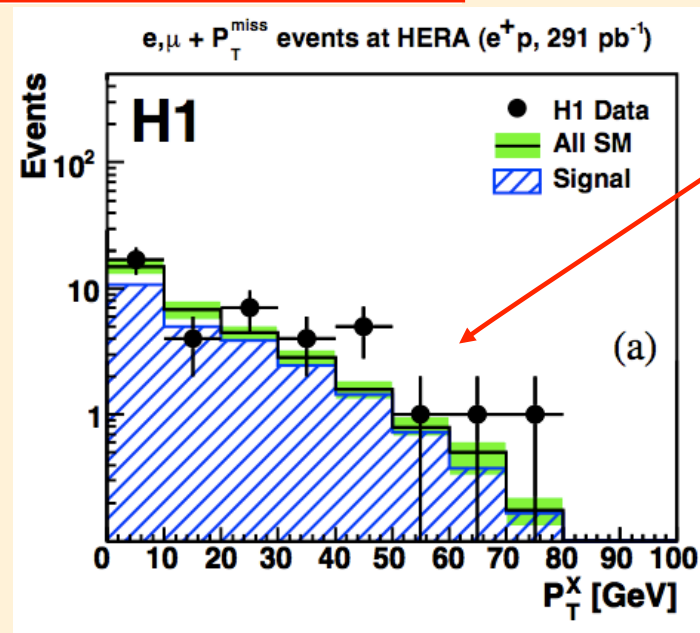 e,μ + P_T^miss events at HERA (e⁺p, 291 pb⁻¹)
Events
H1
H1 Data
All SM
Signal
(a)
10²
10
1
0 10 20 30 40 50 60 70 80 90 100
P_T^X [GeV]